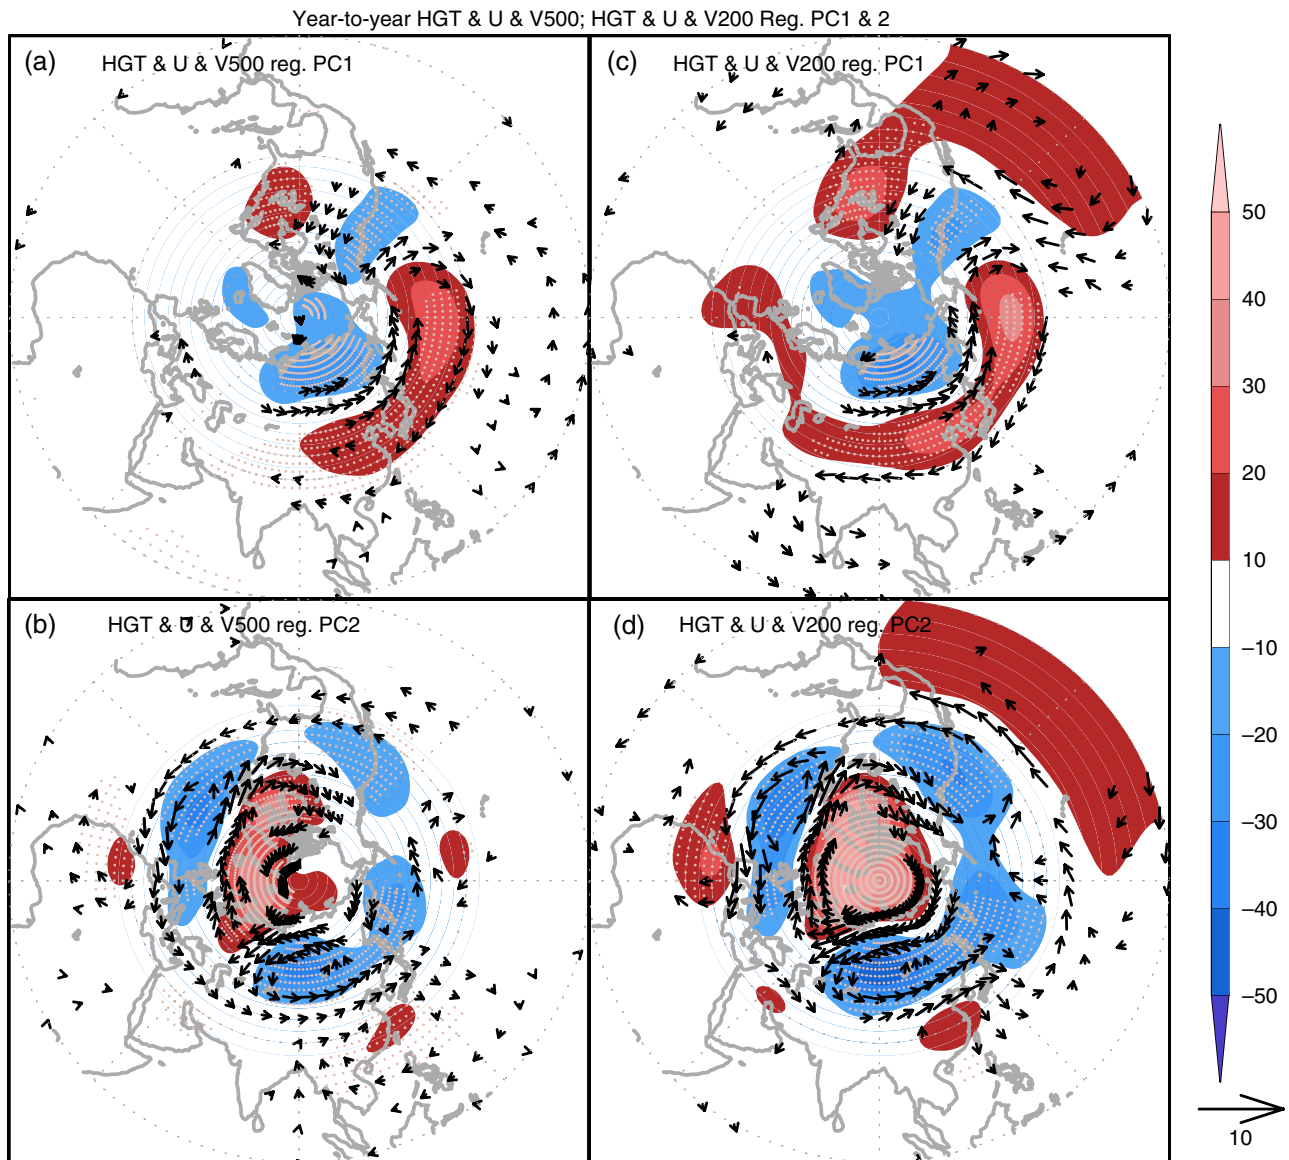 Year-to-year HGT & U & V500; HGT & U & V200 Reg. PC1 & 2
(a) HGT & U & V500 reg. PC1
(c) HGT & U & V200 reg. PC1
(b) HGT & U & V500 reg. PC2
(d) HGT & U & V200 reg. PC2
50
40
30
20
10
−10
−20
−30
−40
−50
10